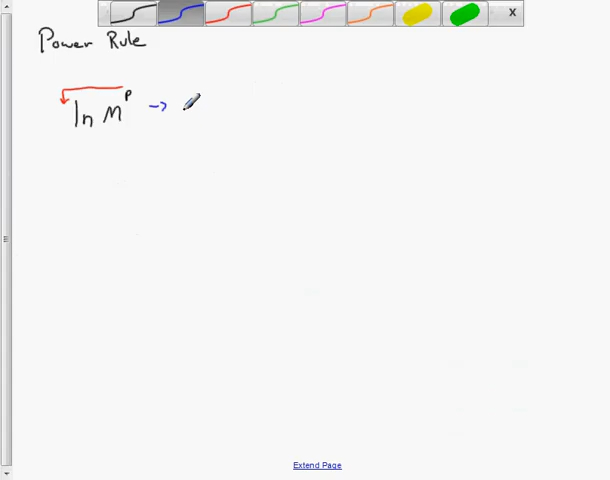 X
Power Rule
ln M^P →
Extend Page